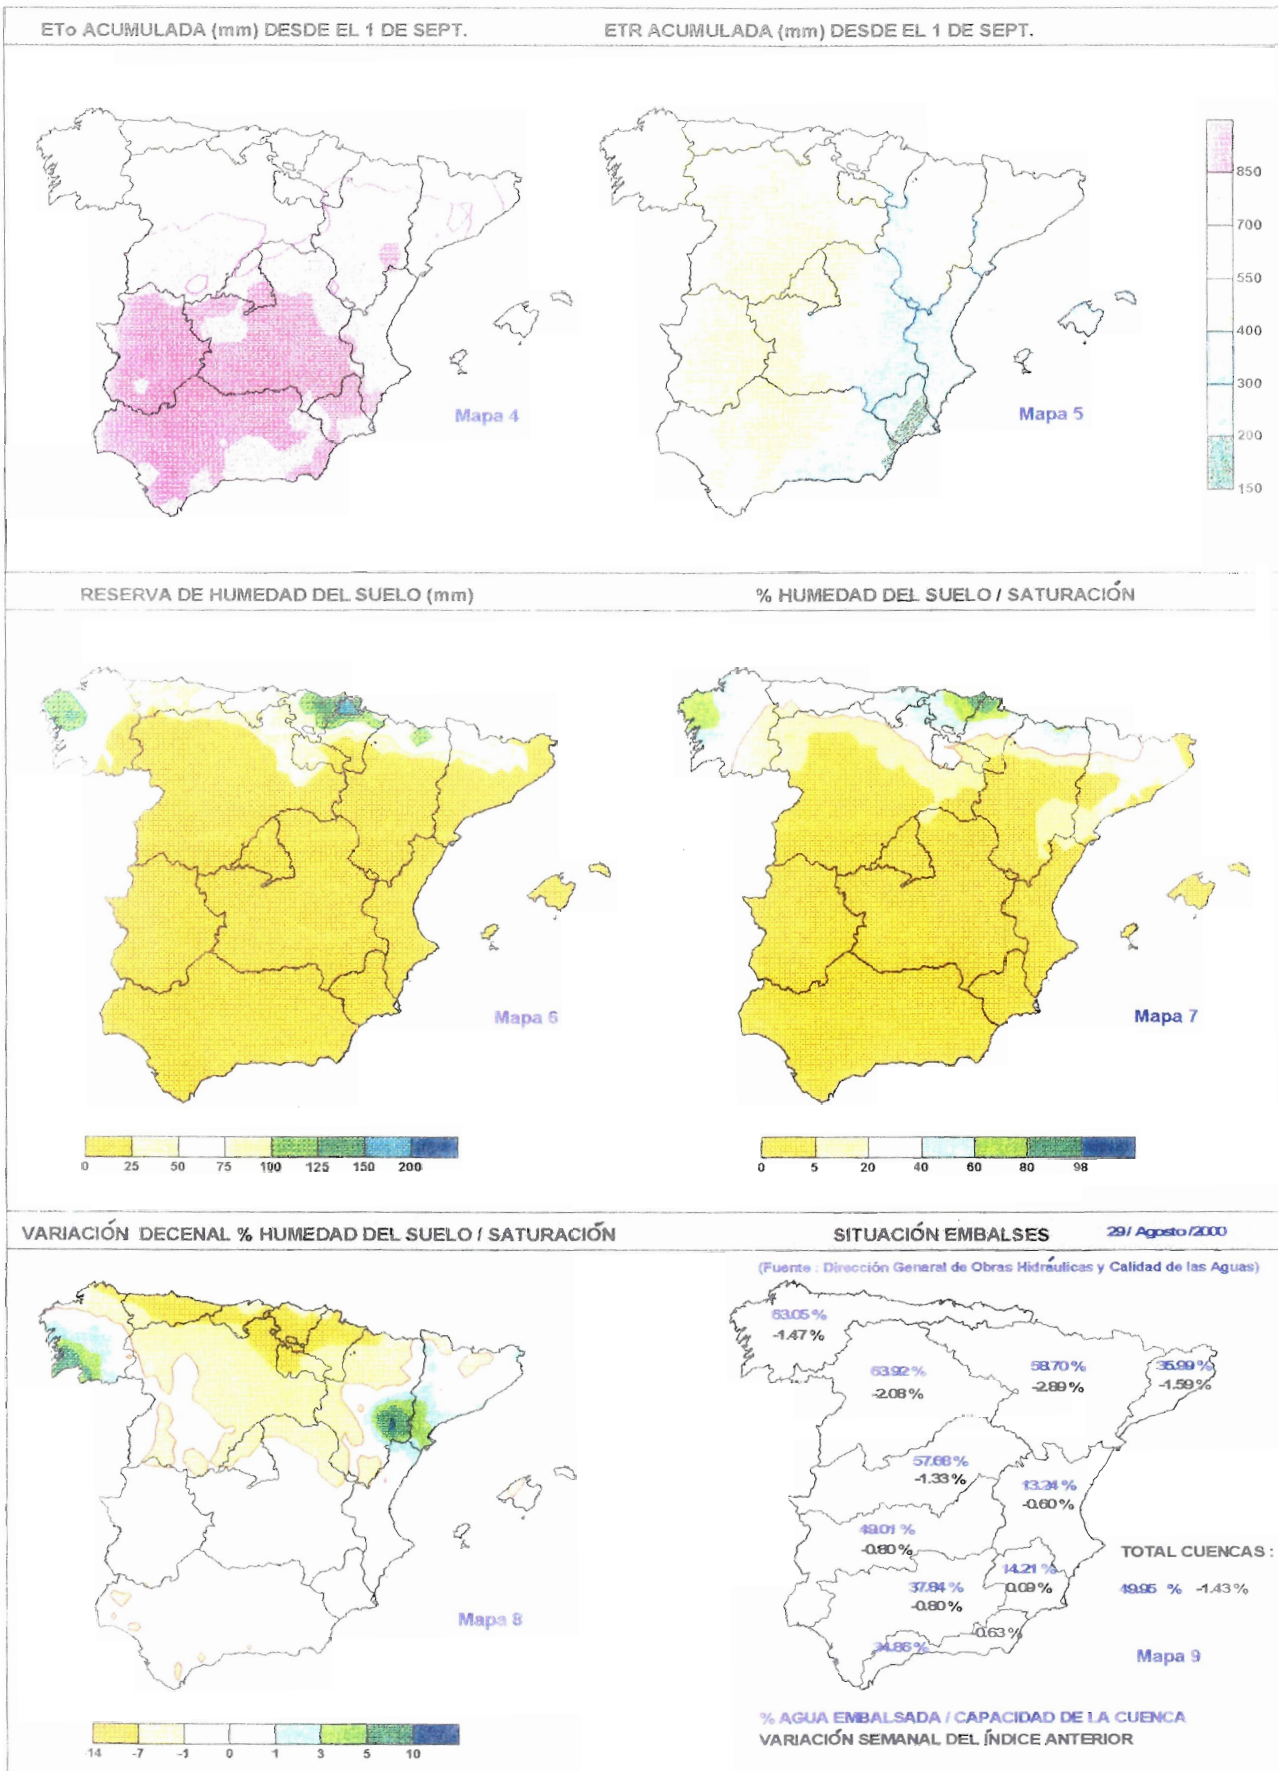 ETo ACUMULADA (mm) DESDE EL 1 DE SEPT.
ETR ACUMULADA (mm) DESDE EL 1 DE SEPT.
850
700
550
400
300
200
150
Mapa 4
Mapa 5
RESERVA DE HUMEDAD DEL SUELO (mm)
% HUMEDAD DEL SUELO / SATURACIÓN
Mapa 6
Mapa 7
0 25 50 75 100 125 150 200
0 5 20 40 60 80 98
VARIACIÓN DECENAL % HUMEDAD DEL SUELO / SATURACIÓN
SITUACIÓN EMBALSES 29/ Agosto /2000
(Fuente : Dirección General de Obras Hidráulicas y Calidad de las Aguas)
63.05 %
-1.47 %
63.92 %
-2.08 %
58.70 %
-2.89 %
35.99 %
-1.59 %
57.68 %
-1.33 %
13.24 %
-0.60 %
49.01 %
-0.80 %
14.21 %
0.09 %
37.84 %
-0.80 %
34.86 %
-0.63 %
TOTAL CUENCAS :
49.95 % -1.43 %
Mapa 8
Mapa 9
% AGUA EMBALSADA / CAPACIDAD DE LA CUENCA
VARIACIÓN SEMANAL DEL ÍNDICE ANTERIOR
-14 -7 -1 0 1 3 5 10